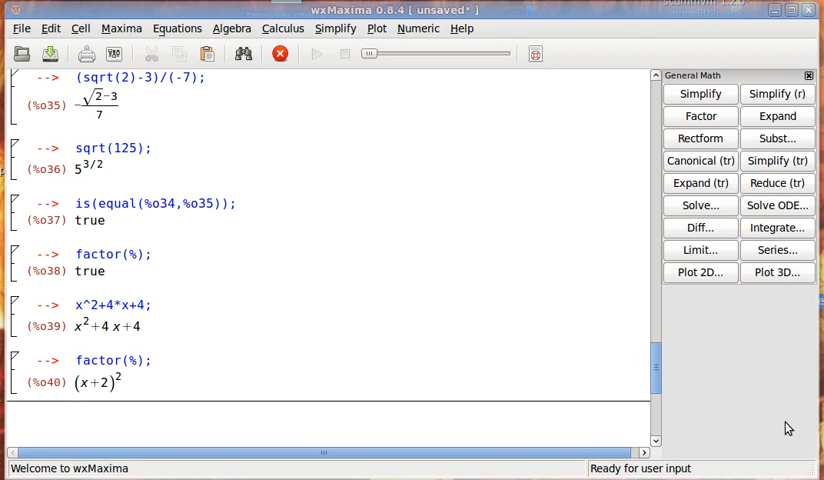 scummvm 1.2.0
wxMaxima 0.8.4 [ unsaved* ]
File Edit Cell Maxima Equations Algebra Calculus Simplify Plot Numeric Help
--> (sqrt(2)-3)/(-7);
(%o35) -(√2-3)/7
--> sqrt(125);
(%o36) 5^3/2
--> is(equal(%o34,%o35));
(%o37) true
--> factor(%);
(%o38) true
--> x^2+4*x+4;
(%o39) x²+4 x+4
--> factor(%);
(%o40) (x+2)²
General Math
Simplify Simplify (r)
Factor Expand
Rectform Subst...
Canonical (tr) Simplify (tr)
Expand (tr) Reduce (tr)
Solve... Solve ODE...
Diff... Integrate...
Limit... Series...
Plot 2D... Plot 3D...
Welcome to wxMaxima
Ready for user input